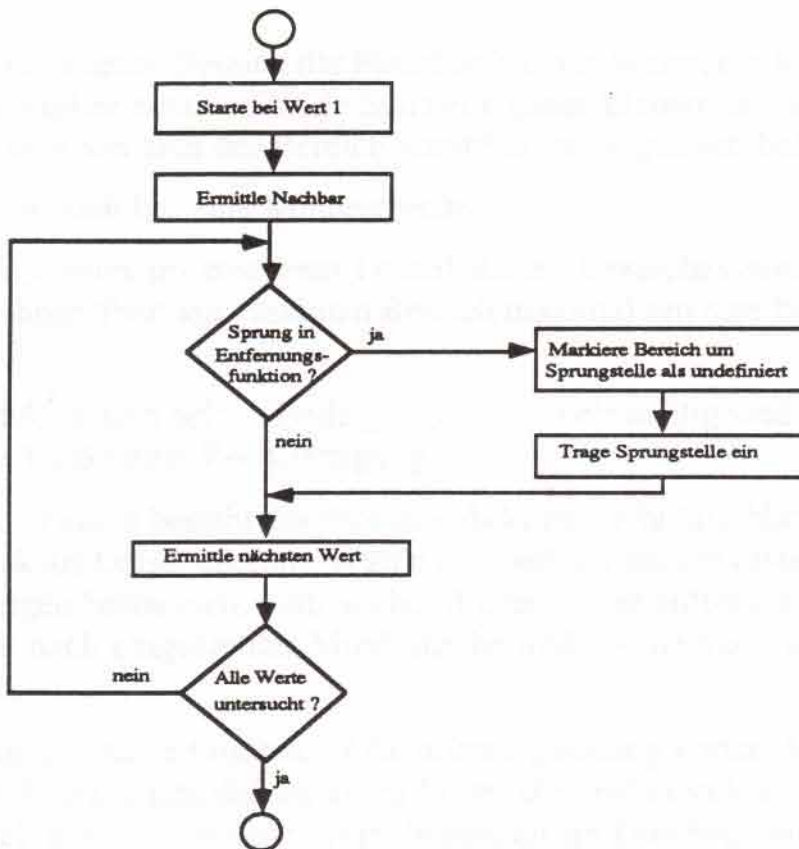 Starte bei Wert 1
Ermittle Nachbar
Sprung in
Entfernungs-
funktion ?
ja
Markiere Bereich um
Sprungstelle als undefiniert
nein
Trage Sprungstelle ein
Ermittle nächsten Wert
nein
Alle Werte
untersucht ?
ja